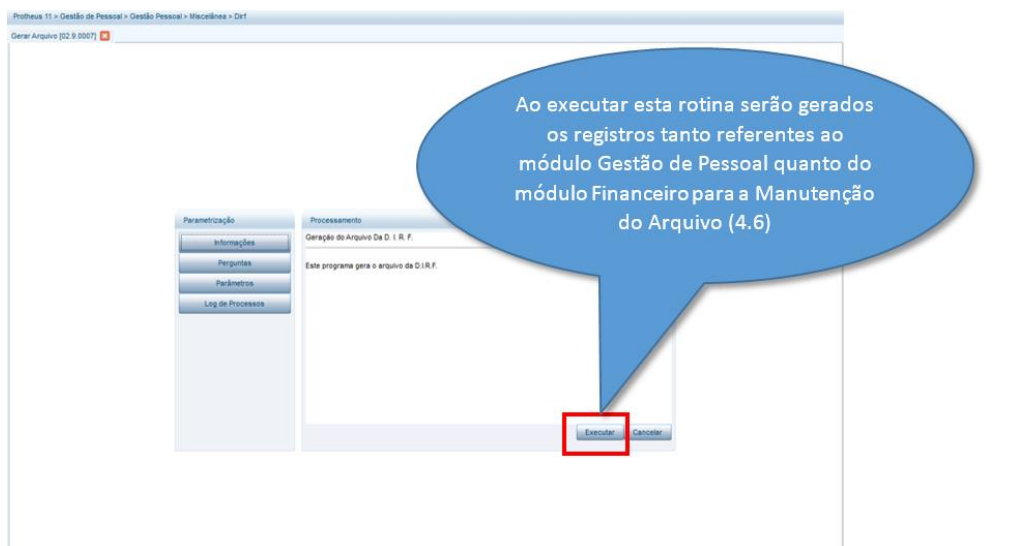 Protheus 11 > Gestão de Pessoal > Gestão Pessoal > Miscelânea > Dirf
Gerar Arquivo [02.9.0007]
Ao executar esta rotina serão gerados
os registros tanto referentes ao
módulo Gestão de Pessoal quanto do
módulo Financeiro para a Manutenção
do Arquivo (4.6)
Parametrização
Informações
Perguntas
Parâmetros
Log de Processos
Processamento
Geração do Arquivo Da D. I. R. F.
Este programa gera o arquivo da D.I.R.F.
Executar
Cancelar